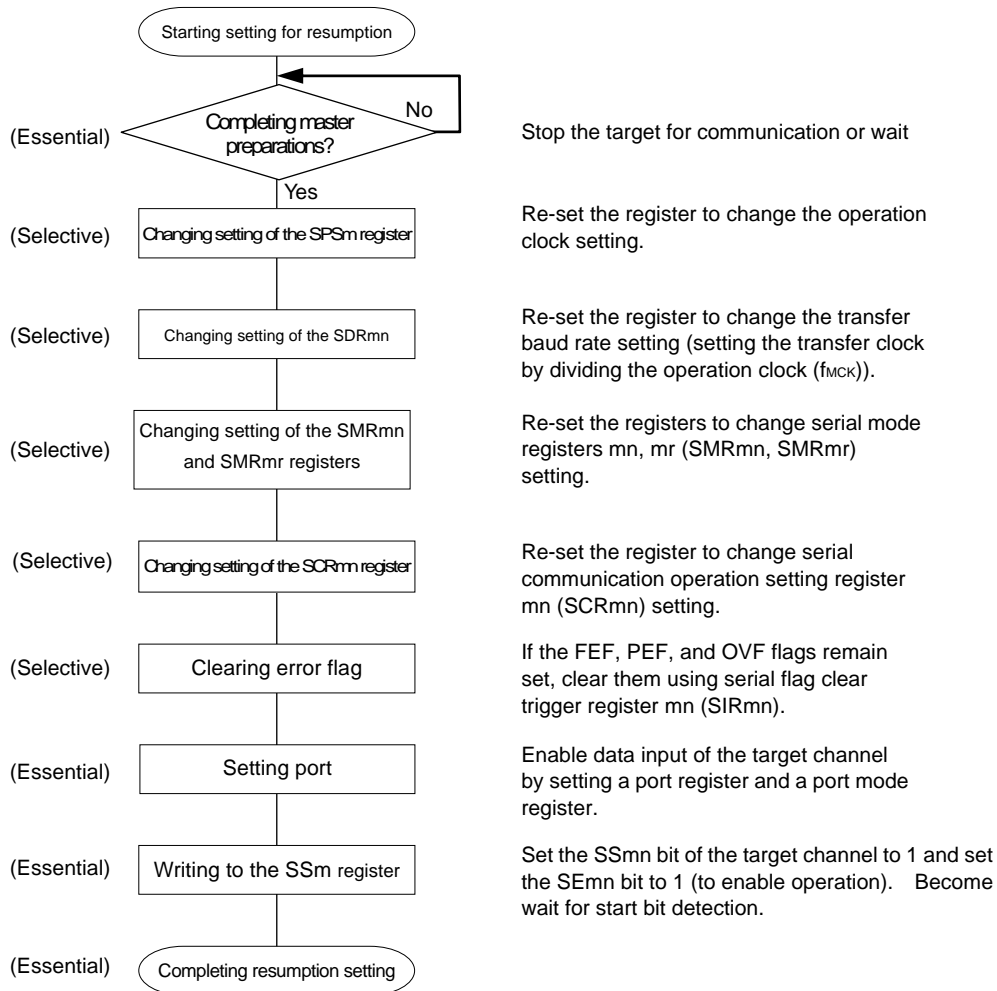 Starting setting for resumption
(Essential)
Completing master
preparations?
No
Stop the target for communication or wait
Yes
(Selective)
Changing setting of the SPSm register
Re-set the register to change the operation
clock setting.
(Selective)
Changing setting of the SDRmn
Re-set the register to change the transfer
baud rate setting (setting the transfer clock
by dividing the operation clock (fMCK)).
(Selective)
Changing setting of the SMRmn
and SMRmr registers
Re-set the registers to change serial mode
registers mn, mr (SMRmn, SMRmr)
setting.
(Selective)
Changing setting of the SCRmn register
Re-set the register to change serial
communication operation setting register
mn (SCRmn) setting.
(Selective)
Clearing error flag
If the FEF, PEF, and OVF flags remain
set, clear them using serial flag clear
trigger register mn (SIRmn).
(Essential)
Setting port
Enable data input of the target channel
by setting a port register and a port mode
register.
(Essential)
Writing to the SSm register
Set the SSmn bit of the target channel to 1 and set
the SEmn bit to 1 (to enable operation). Become
wait for start bit detection.
(Essential)
Completing resumption setting